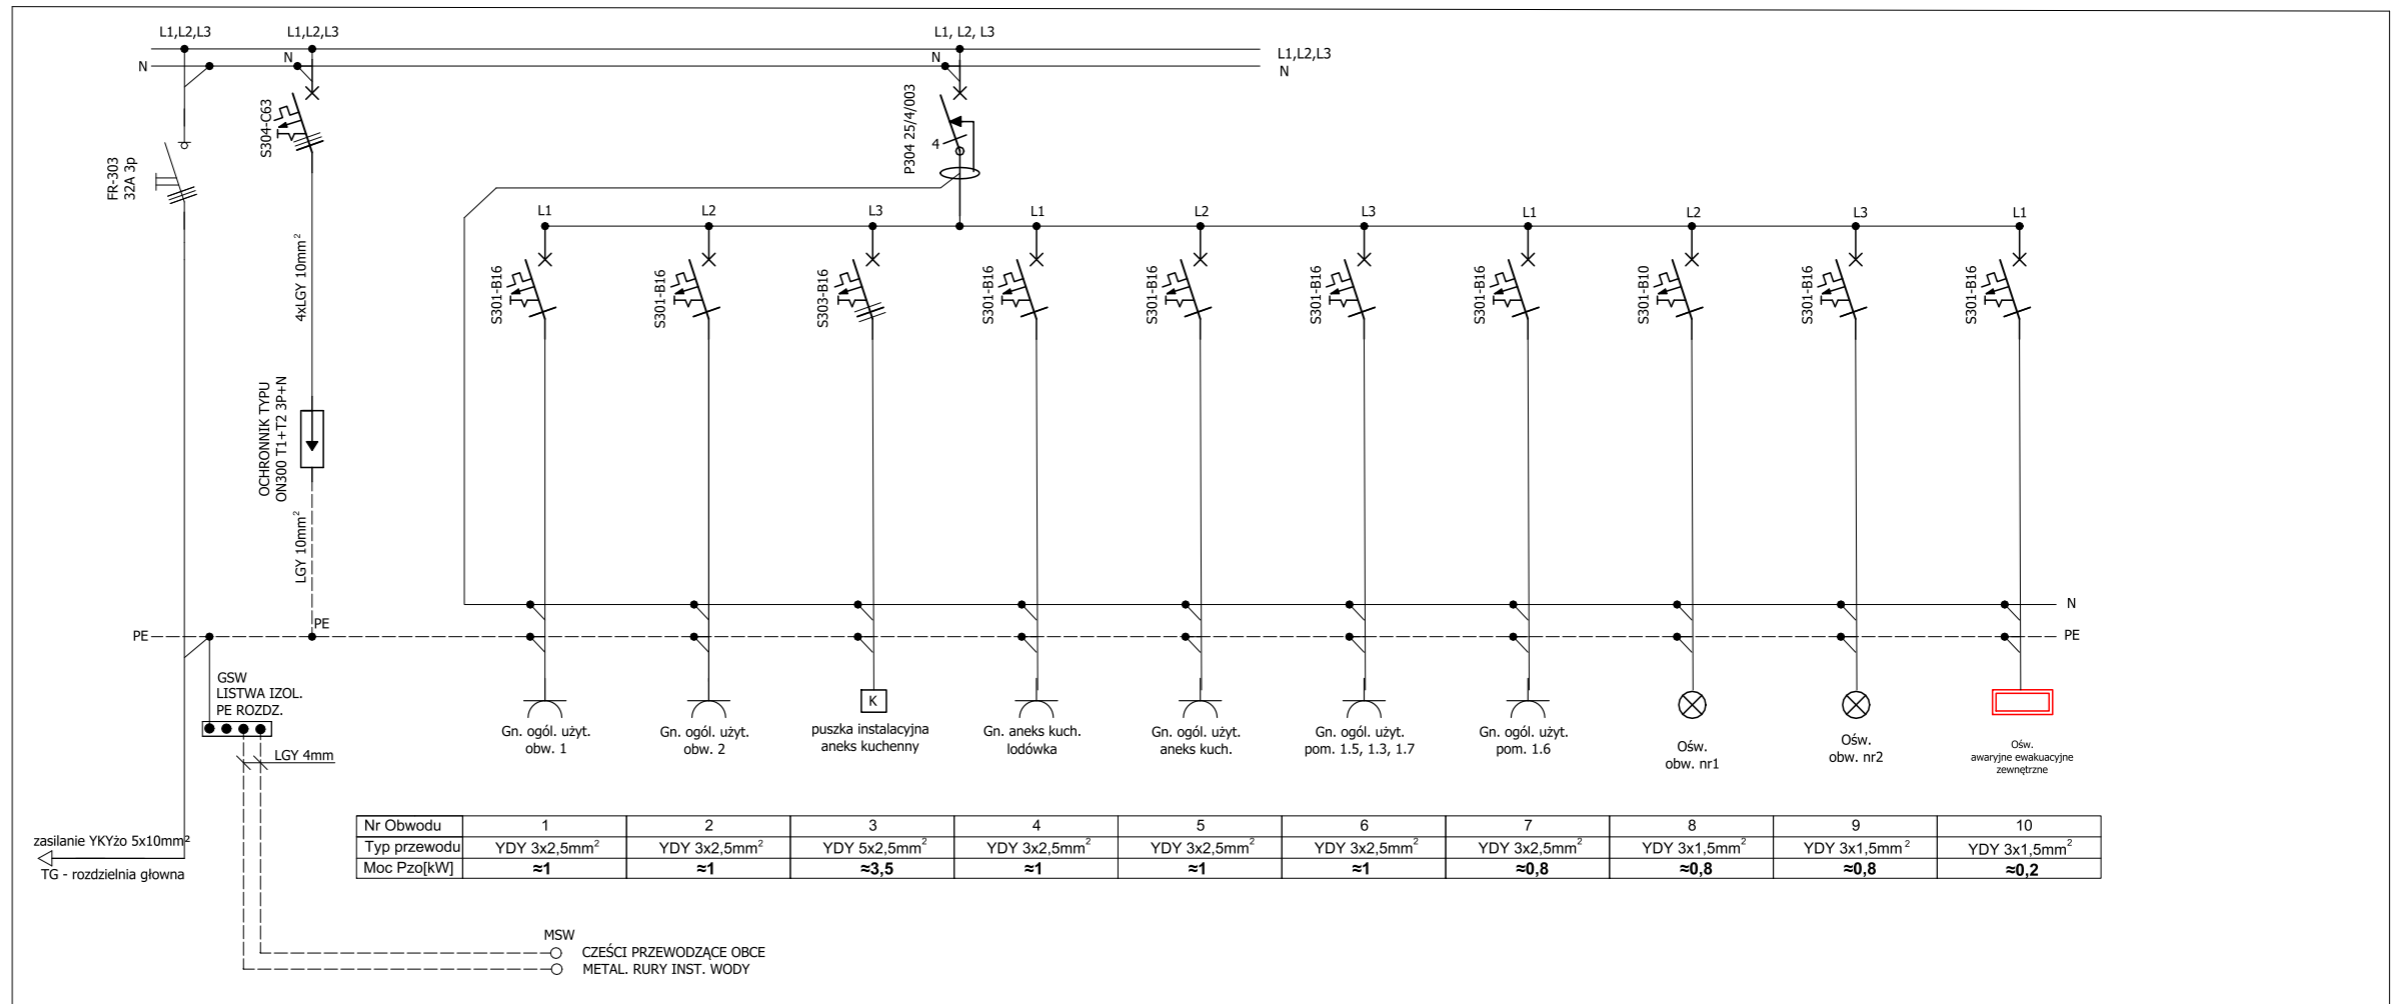 L1,L2,L3
L1,L2,L3
L1, L2, L3
L1,L2,L3
N
N
N
N
FR-303
32A 3p
S304-C63
4xLGY 10mm²
OCHRONNIK TYPU
ON300 T1+T2 3P+N
LGY 10mm²
P304 25/4/003
4
L1
L2
L3
L1
L2
L3
L1
L2
L3
L1
S301-B16
S301-B16
S303-B16
S301-B16
S301-B16
S301-B16
S301-B16
S301-B10
S301-B16
S301-B16
N
PE
PE
PE
GSW
LISTWA IZOL.
PE ROZDZ.
LGY 4mm
K
Gn. ogól. użyt.
obw. 1
Gn. ogól. użyt.
obw. 2
puszka instalacyjna
aneks kuchenny
Gn. aneks kuch.
lodówka
Gn. ogól. użyt.
aneks kuch.
Gn. ogól. użyt.
pom. 1.5, 1.3, 1.7
Gn. ogól. użyt.
pom. 1.6
Ośw.
obw. nr1
Ośw.
obw. nr2
Ośw.
awaryjne ewakuacyjne
zewnętrzne
zasilanie YKYżo 5x10mm²
TG - rozdzielnia głowna
Nr Obwodu 1 2 3 4 5 6 7 8 9 10
Typ przewodu YDY 3x2,5mm² YDY 3x2,5mm² YDY 5x2,5mm² YDY 3x2,5mm² YDY 3x2,5mm² YDY 3x2,5mm² YDY 3x2,5mm² YDY 3x1,5mm² YDY 3x1,5mm² YDY 3x1,5mm²
Moc Pzo[kW] ≈1 ≈1 ≈3,5 ≈1 ≈1 ≈1 ≈0,8 ≈0,8 ≈0,8 ≈0,2
MSW
CZEŚCI PRZEWODZĄCE OBCE
METAL. RURY INST. WODY